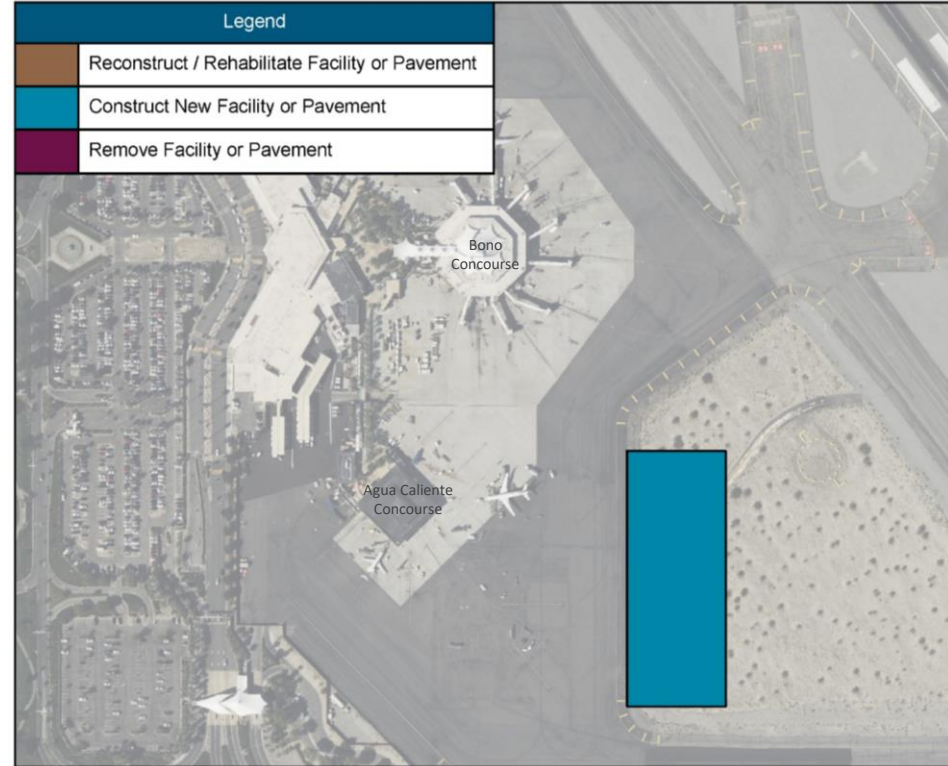 Legend
Reconstruct / Rehabilitate Facility or Pavement
Construct New Facility or Pavement
Remove Facility or Pavement
Bono
Concourse
Agua Caliente
Concourse